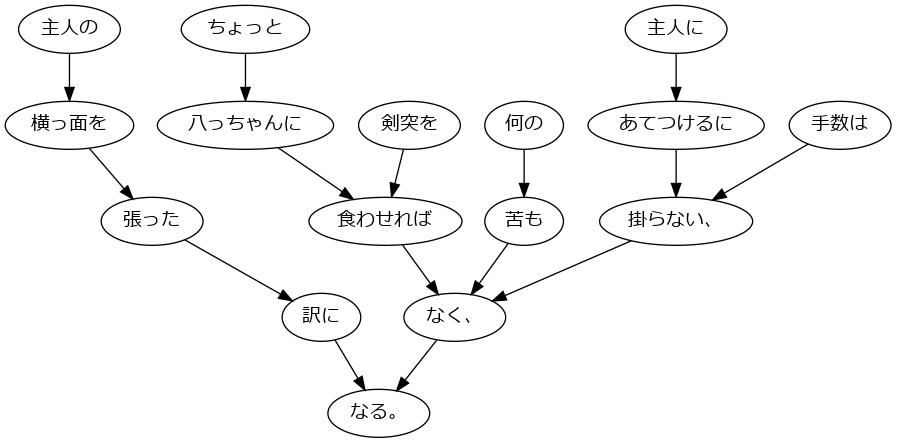 主人の
ちょっと
主人に
横っ面を
八っちゃんに
剣突を
何の
あてつけるに
手数は
張った
食わせれば
苦も
掛らない、
訳に
なく、
なる。